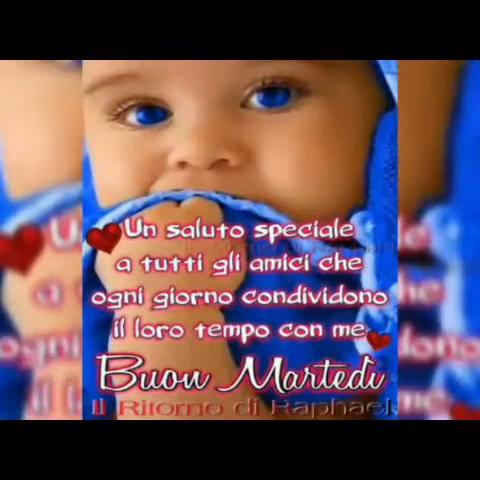 Un saluto speciale
a tutti gli amici che
ogni giorno condividono
il loro tempo con me
Buon Martedì
Il Ritorno di Raphael